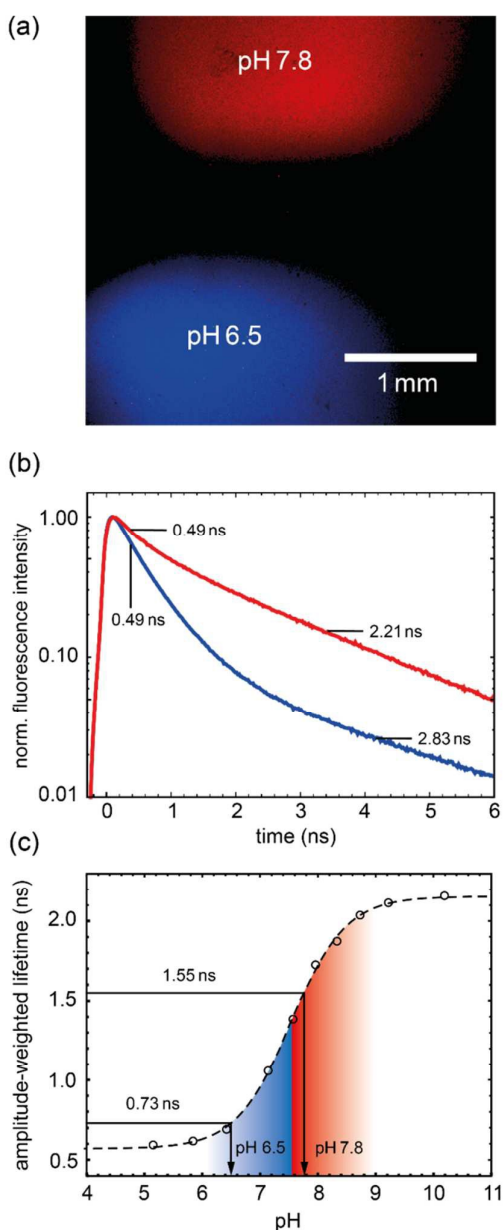 (a)
pH 7.8
pH 6.5
1 mm
(b)
norm. fluorescence intensity
1.00
0.10
0.01
0.49 ns
0.49 ns
2.21 ns
2.83 ns
0 1 2 3 4 5 6
time (ns)
(c)
amplitude-weighted lifetime (ns)
2.0
1.5
1.0
0.5
1.55 ns
0.73 ns
pH 6.5
pH 7.8
4 5 6 7 8 9 10 11
pH